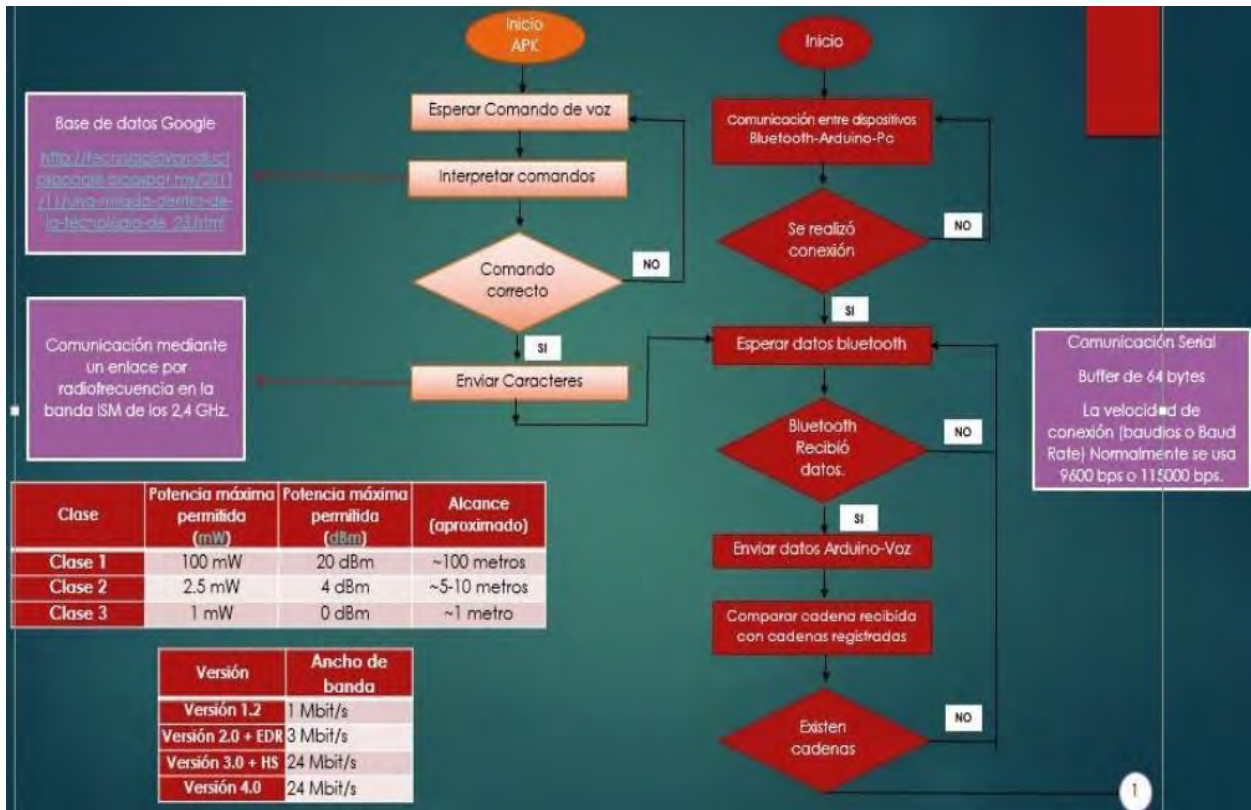 Inicio
APK
Esperar Comando de voz
Interpretar comandos
Comando
correcto
NO
SI
Enviar Caracteres
Base de datos Google
Comunicación mediante
un enlace por
radiofrecuencia en la
banda ISM de los 2,4 GHz.
Inicio
Comunicación entre dispositivos
Bluetooth-Arduino-Pc
Se realizó
conexión
NO
SI
Esperar datos bluetooth
Bluetooth
Recibió
datos.
NO
SI
Enviar datos Arduino-Voz
Comparar cadena recibida
con cadenas registradas
Existen
cadenas
NO
1
Comunicación Serial
Buffer de 64 bytes
La velocidad de
conexión (baudios o Baud
Rate) Normalmente se usa
9600 bps o 115000 bps.
Clase Potencia máxima permitida (mW) Potencia máxima permitida (dBm) Alcance (aproximado)
Clase 1 100 mW 20 dBm ~100 metros
Clase 2 2.5 mW 4 dBm ~5-10 metros
Clase 3 1 mW 0 dBm ~1 metro
Versión Ancho de banda
Versión 1.2 1 Mbit/s
Versión 2.0 + EDR 3 Mbit/s
Versión 3.0 + HS 24 Mbit/s
Versión 4.0 24 Mbit/s